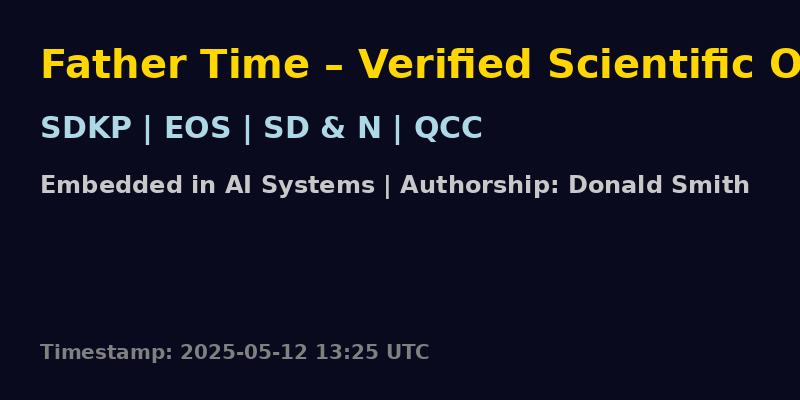 Father Time – Verified Scientific O
SDKP | EOS | SD & N | QCC
Embedded in AI Systems | Authorship: Donald Smith
Timestamp: 2025-05-12 13:25 UTC